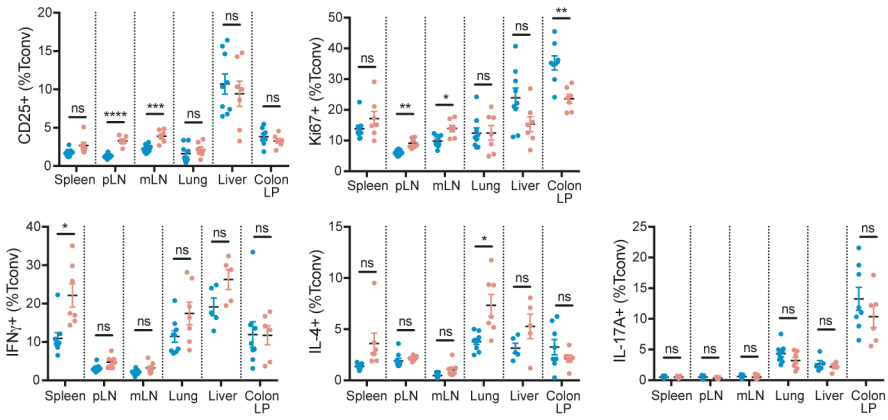 CD25+ (%Tconv)
20
15
10
5
0
ns
****
***
ns
ns
ns
Spleen pLN mLN Lung Liver Colon
LP
Ki67+ (%Tconv)
50
40
30
20
10
0
ns
**
*
ns
ns
**
Spleen pLN mLN Lung Liver Colon
LP
IFNγ+ (%Tconv)
40
30
20
10
0
*
ns
ns
ns
ns
ns
Spleen pLN mLN Lung Liver Colon
LP
IL-4+ (%Tconv)
15
10
5
0
ns
ns
ns
*
ns
ns
Spleen pLN mLN Lung Liver Colon
LP
IL-17A+ (%Tconv)
25
20
15
10
5
0
ns
ns
ns
ns
ns
ns
Spleen pLN mLN Lung Liver Colon
LP